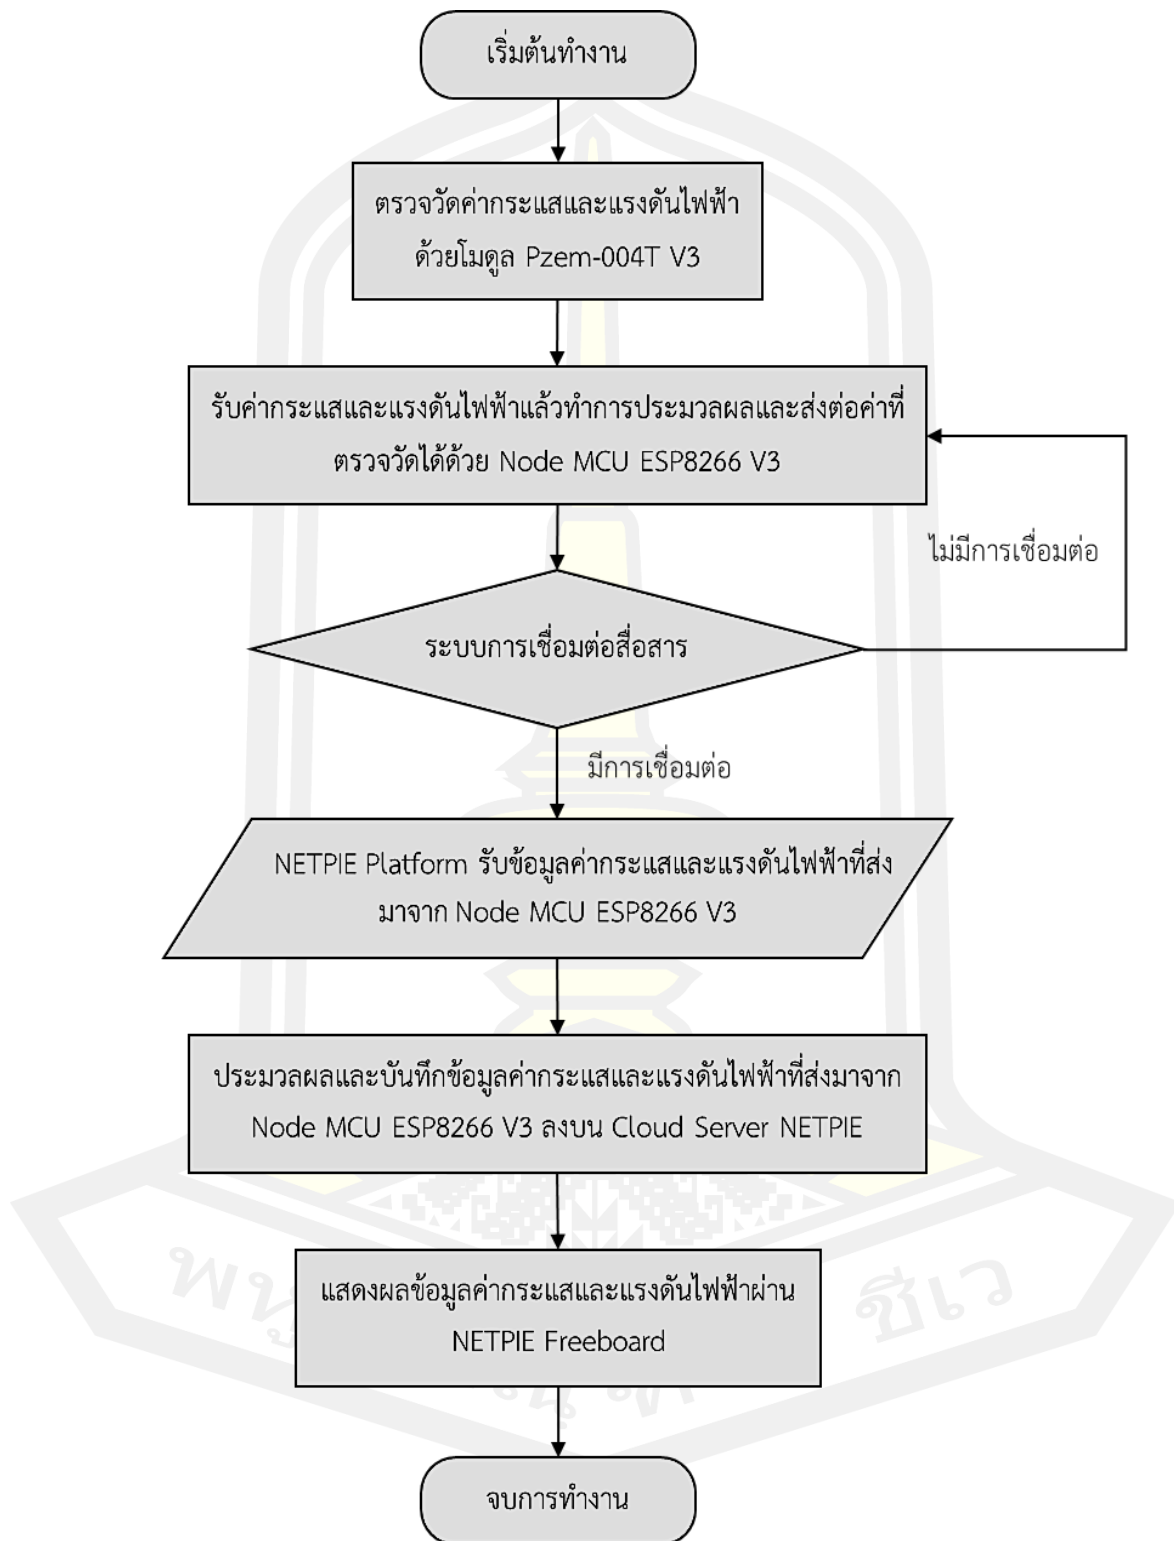 เริ่มต้นทำงาน
ตรวจวัดค่ากระแสและแรงดันไฟฟ้า
ด้วยโมดูล Pzem-004T V3
รับค่ากระแสและแรงดันไฟฟ้าแล้วทำการประมวลผลและส่งต่อค่าที่
ตรวจวัดได้ด้วย Node MCU ESP8266 V3
ไม่มีการเชื่อมต่อ
ระบบการเชื่อมต่อสื่อสาร
มีการเชื่อมต่อ
NETPIE Platform รับข้อมูลค่ากระแสและแรงดันไฟฟ้าที่ส่ง
มาจาก Node MCU ESP8266 V3
ประมวลผลและบันทึกข้อมูลค่ากระแสและแรงดันไฟฟ้าที่ส่งมาจาก
Node MCU ESP8266 V3 ลงบน Cloud Server NETPIE
แสดงผลข้อมูลค่ากระแสและแรงดันไฟฟ้าผ่าน
NETPIE Freeboard
ชีเว
จบการทำงาน